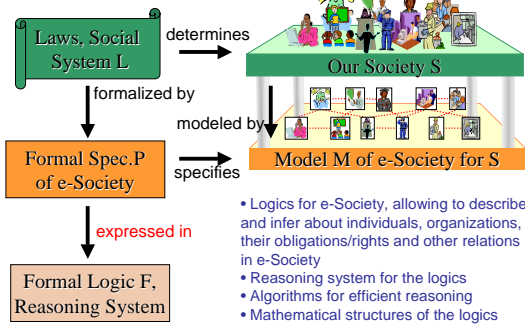 Laws, Social
System L
determines
Our Society S
formalized by
modeled by
Formal Spec.P
of e-Society
specifies
Model M of e-Society for S
expressed in
Formal Logic F,
Reasoning System
• Logics for e-Society, allowing to describe
and infer about individuals, organizations,
their obligations/rights and other relations
in e-Society
• Reasoning system for the logics
• Algorithms for efficient reasoning
• Mathematical structures of the logics